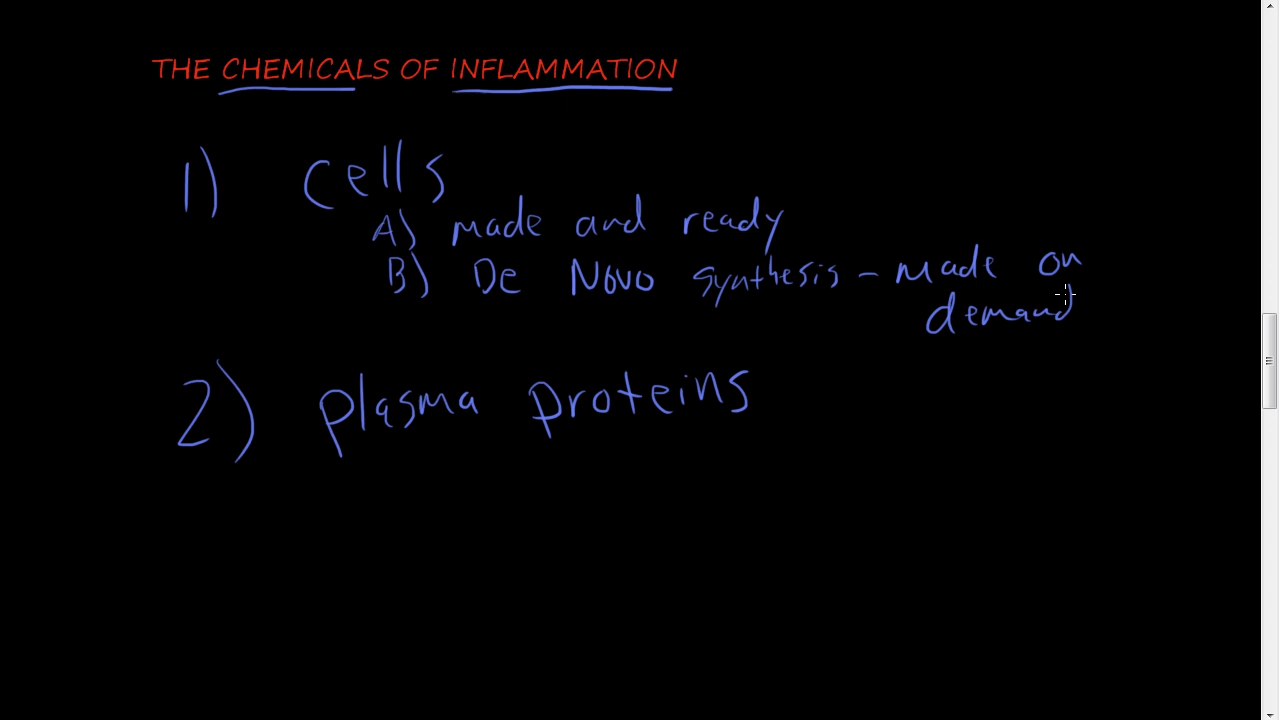 THE CHEMICALS OF INFLAMMATION
1) cells
A) made and ready
B) De Novo synthesis - made on
demand
2) plasma proteins